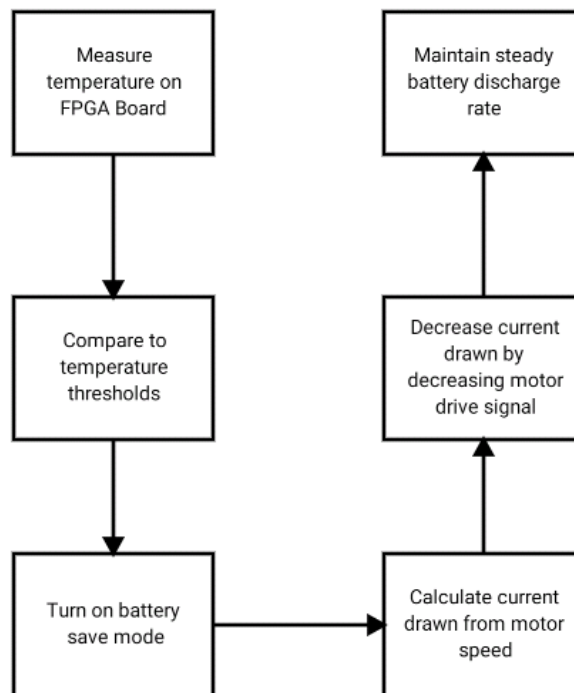 Measure
temperature on
FPGA Board
Compare to
temperature
thresholds
Turn on battery
save mode
Calculate current
drawn from motor
speed
Decrease current
drawn by
decreasing motor
drive signal
Maintain steady
battery discharge
rate